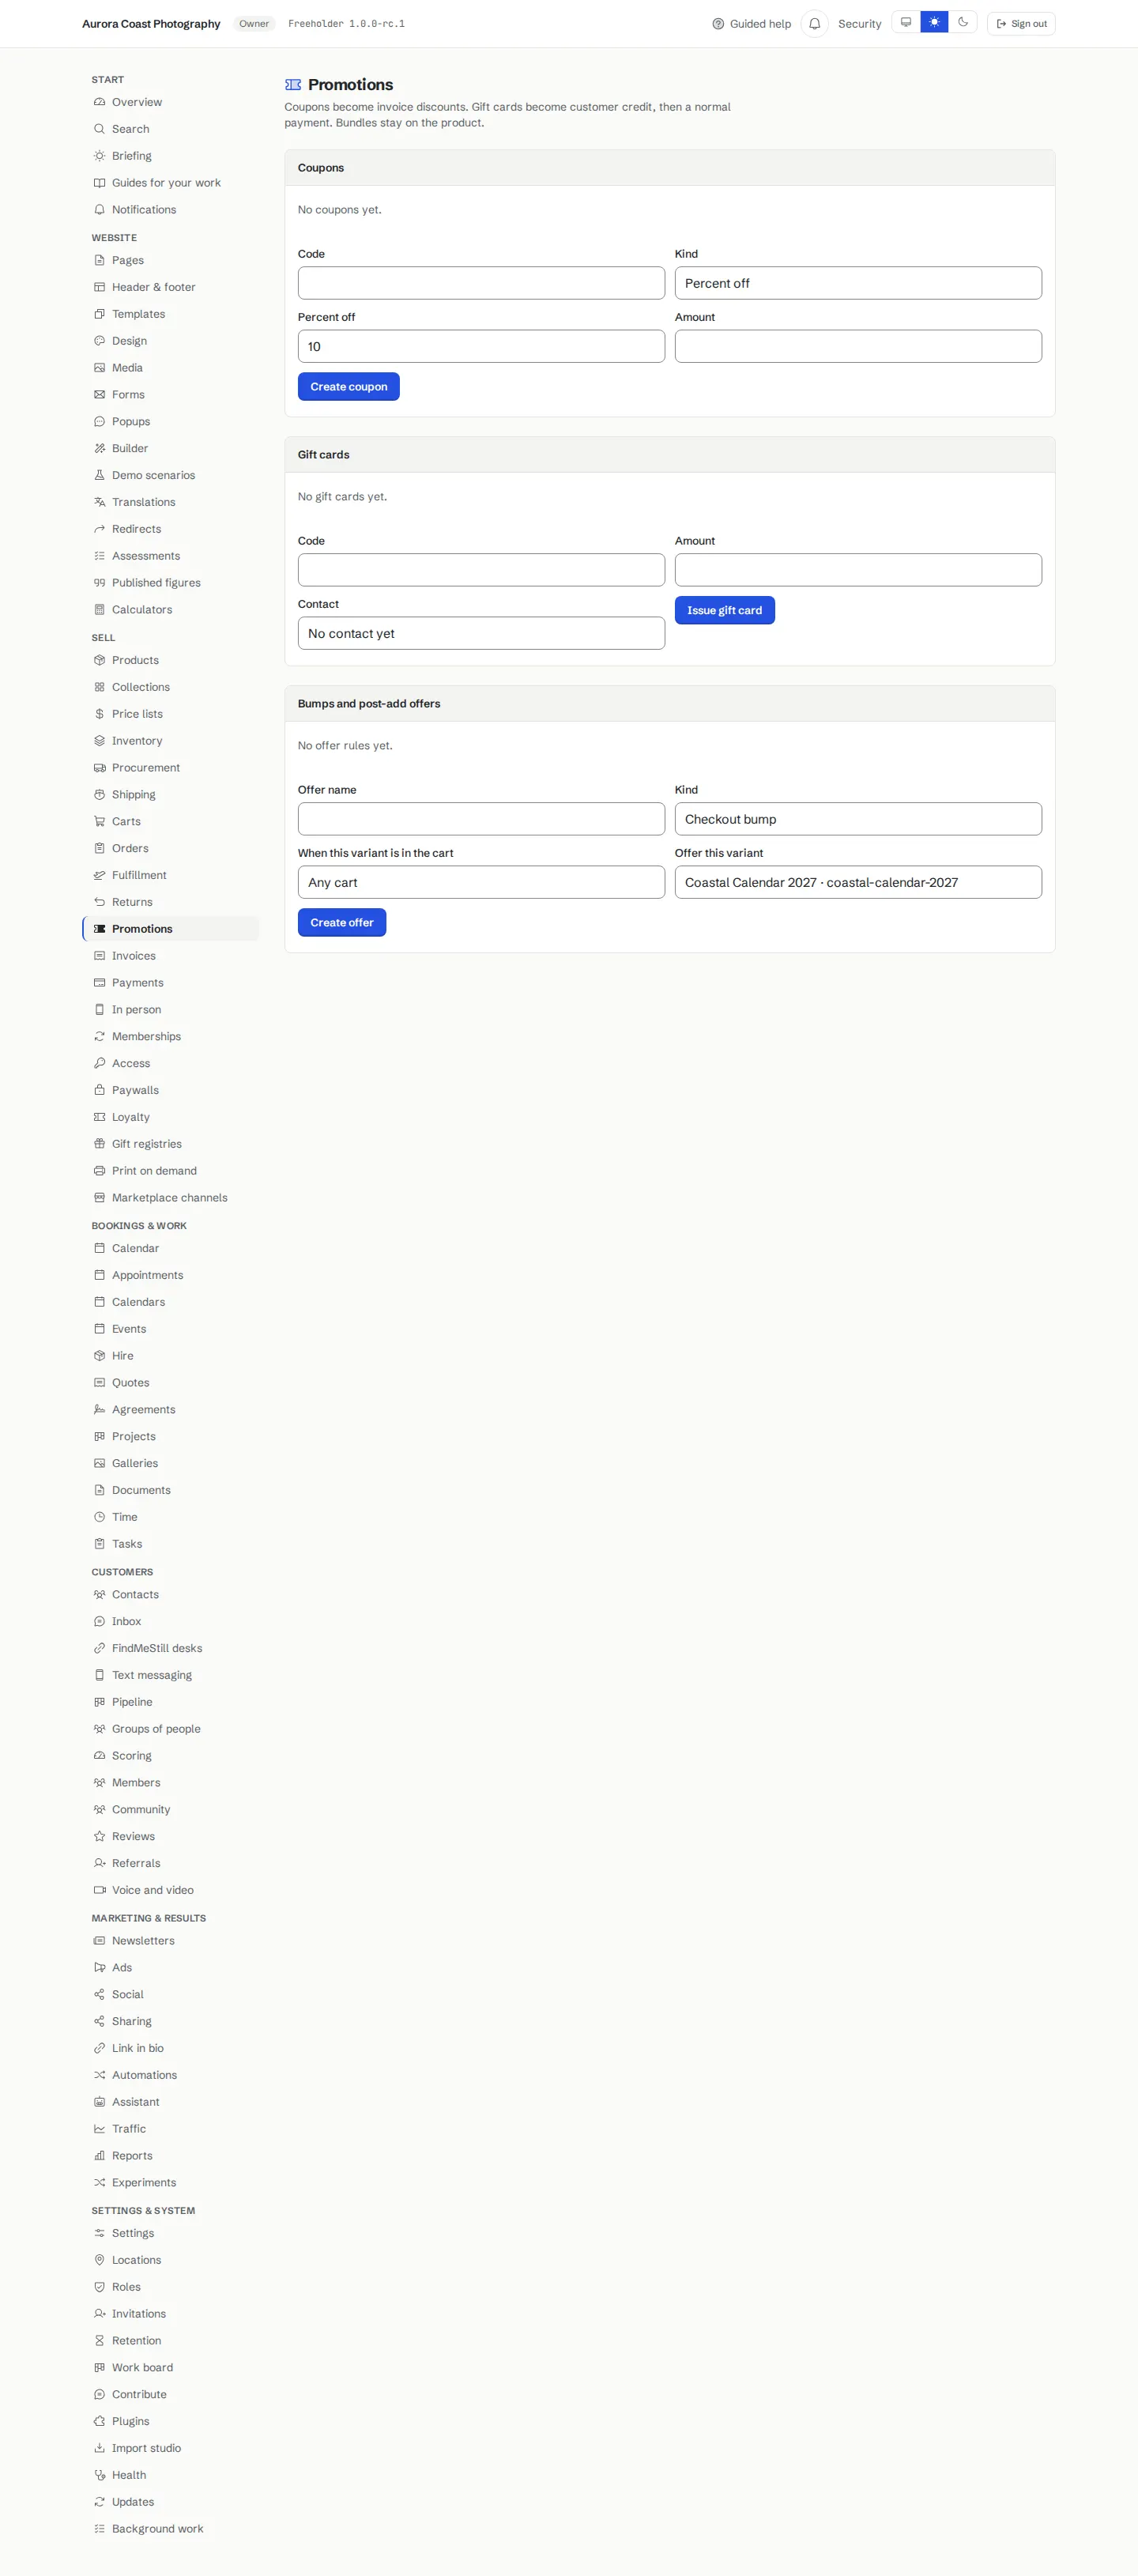 Aurora Coast Photography
Owner
Freeholder 1.0.0-rc.1
Guided help
Security
Sign out
START
Overview
Search
Briefing
Guides for your work
Notifications
WEBSITE
Pages
Header & footer
Templates
Design
Media
Forms
Popups
Builder
Demo scenarios
Translations
Redirects
Assessments
Published figures
Calculators
SELL
Products
Collections
Price lists
Inventory
Procurement
Shipping
Carts
Orders
Fulfillment
Returns
Promotions
Invoices
Payments
In person
Memberships
Access
Paywalls
Loyalty
Gift registries
Print on demand
Marketplace channels
BOOKINGS & WORK
Calendar
Appointments
Calendars
Events
Hire
Quotes
Agreements
Projects
Galleries
Documents
Time
Tasks
CUSTOMERS
Contacts
Inbox
FindMeStill desks
Text messaging
Pipeline
Groups of people
Scoring
Members
Community
Reviews
Referrals
Voice and video
MARKETING & RESULTS
Newsletters
Ads
Social
Sharing
Link in bio
Automations
Assistant
Traffic
Reports
Experiments
SETTINGS & SYSTEM
Settings
Locations
Roles
Invitations
Retention
Work board
Contribute
Plugins
Import studio
Health
Updates
Background work
Promotions
Coupons become invoice discounts. Gift cards become customer credit, then a normal
payment. Bundles stay on the product.
Coupons
No coupons yet.
Code
Kind
Percent off
Percent off
Amount
10
Create coupon
Gift cards
No gift cards yet.
Code
Amount
Contact
Issue gift card
No contact yet
Bumps and post-add offers
No offer rules yet.
Offer name
Kind
Checkout bump
When this variant is in the cart
Offer this variant
Any cart
Coastal Calendar 2027 · coastal-calendar-2027
Create offer